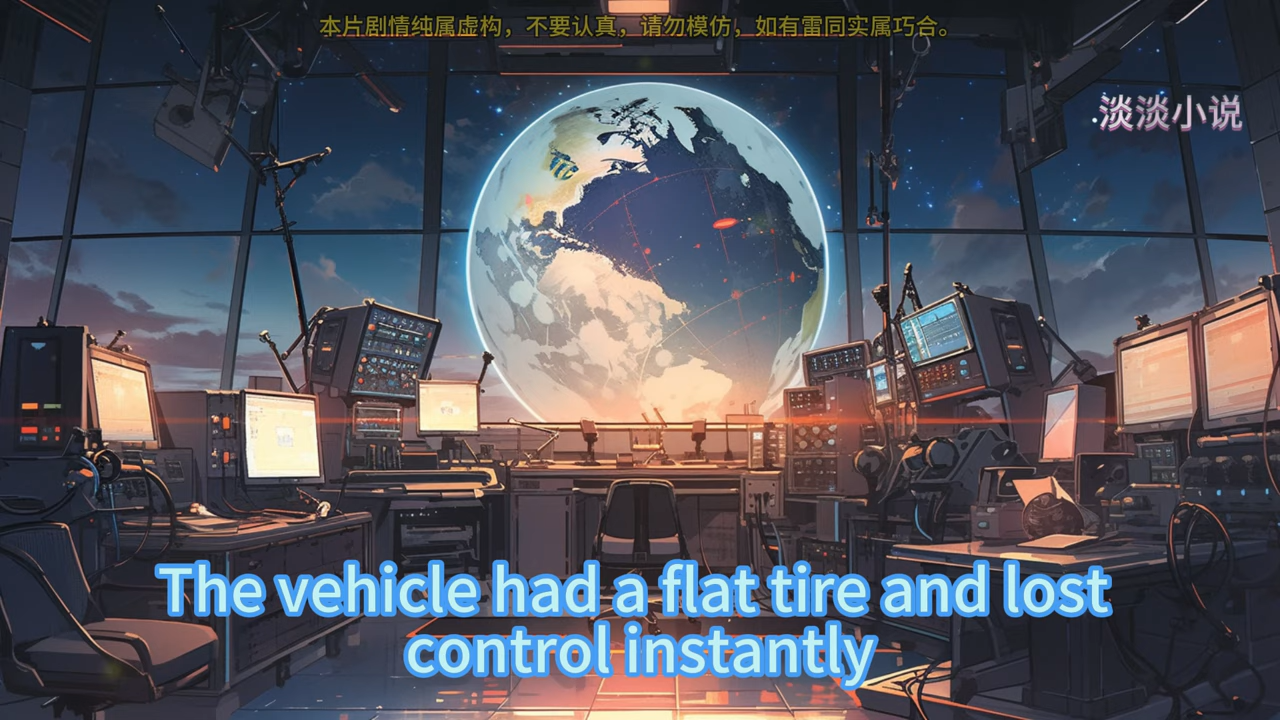 本片剧情纯属虚构，不要认真，请勿模仿，如有雷同实属巧合。
淡淡小说
The vehicle had a flat tire and lost
control instantly